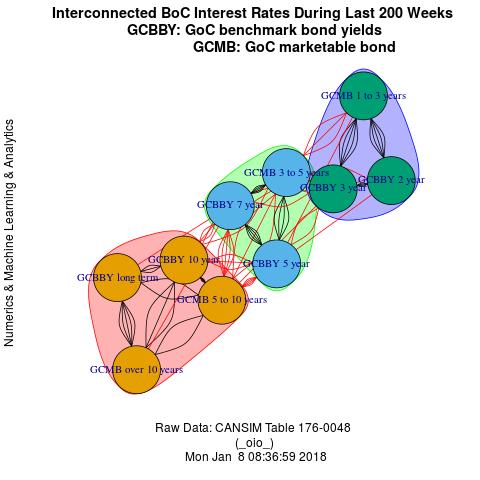 Interconnected BoC Interest Rates During Last 200 Weeks
GCBBY: GoC benchmark bond yields
GCMB: GoC marketable bond
Numerics & Machine Learning & Analytics
GCMB 1 to 3 years
GCMB 3 to 5 years
GCBBY 3 year
GCBBY 2 year
GCBBY 7 year
GCBBY 10 year
GCBBY 5 year
GCBBY long term
GCMB 5 to 10 years
GCMB over 10 years
Raw Data: CANSIM Table 176-0048
(_oio_)
Mon Jan  8 08:36:59 2018